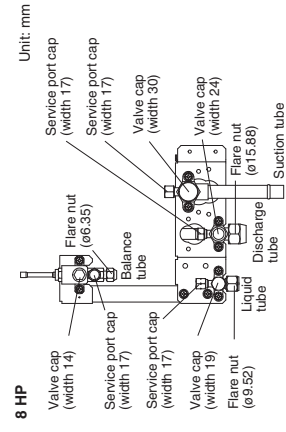 8 HP
Unit: mm
Valve cap
(width 14)
Service port cap
(width 17)
Service port cap
(width 17)
Valve cap
(width 19)
Flare nut
(ø9.52)
Flare nut
(ø6.35)
Balance
tube
Liquid
tube
Discharge
tube
Service port cap
(width 17)
Service port cap
(width 17)
Valve cap
(width 30)
Valve cap
(width 24)
Flare nut
(ø15.88)
Suction tube